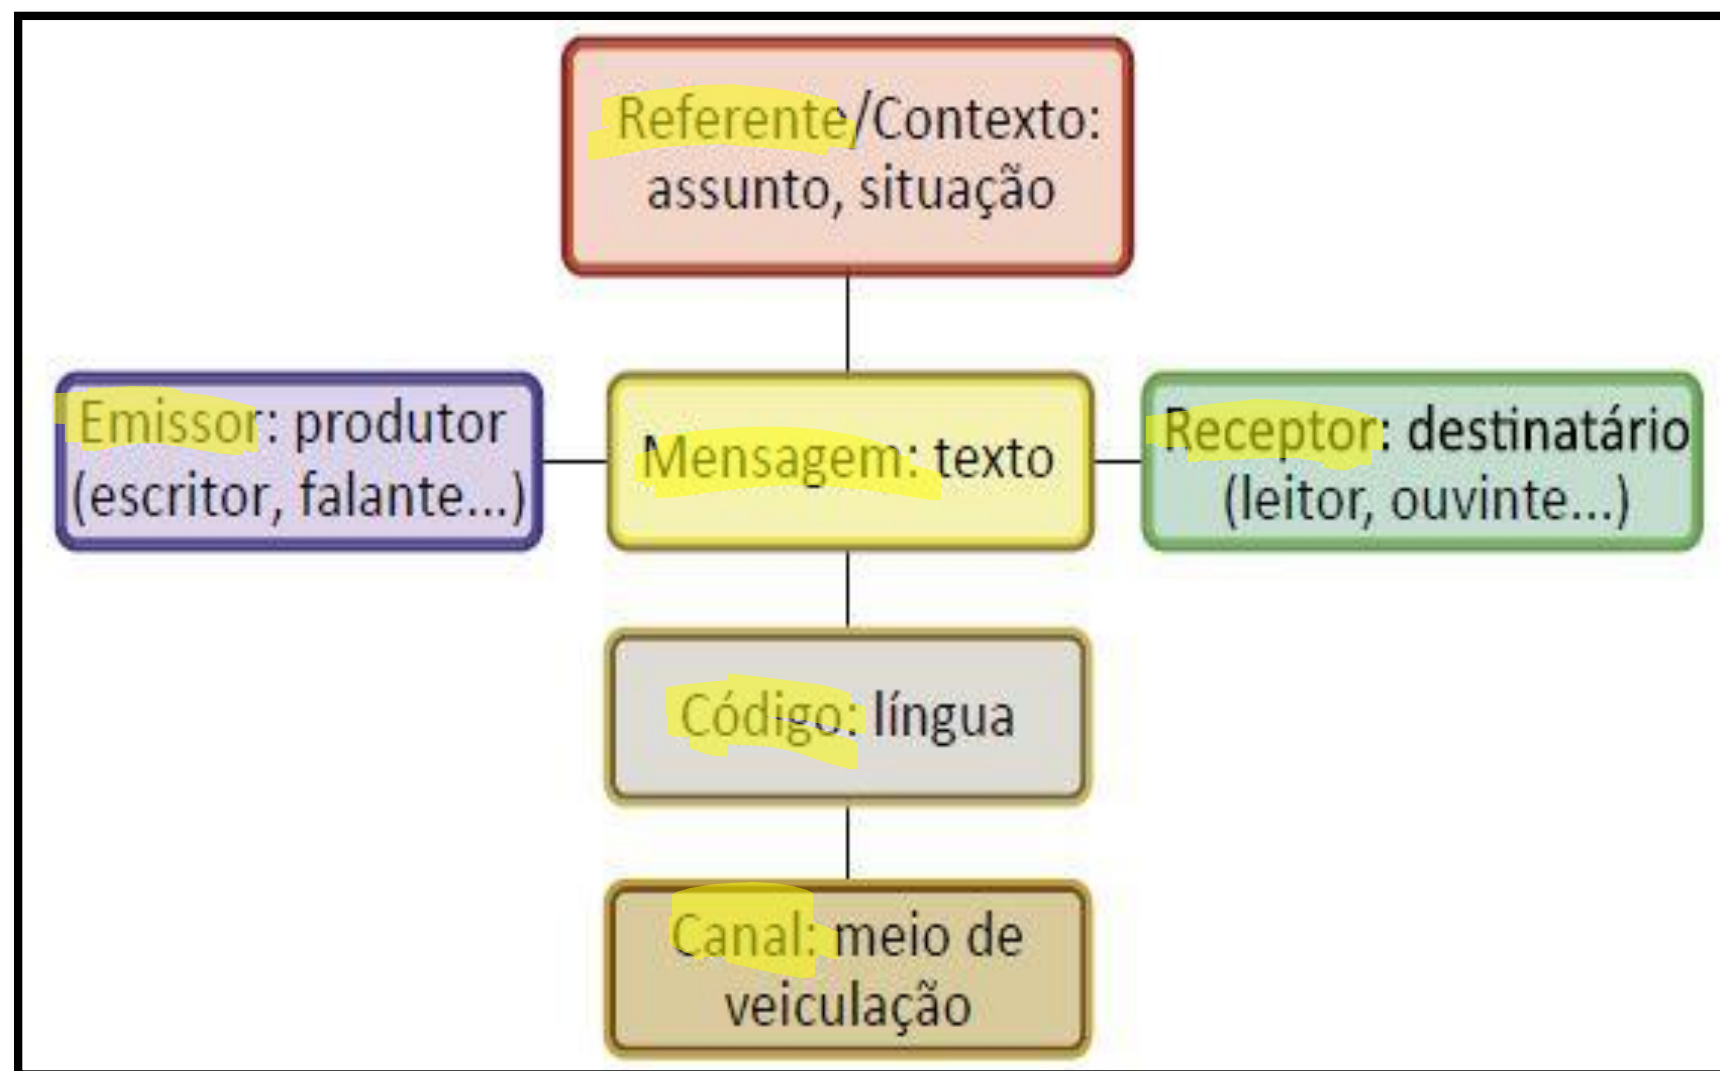 Referente/Contexto:
assunto, situação
Emissor: produtor
(escritor, falante...)
Mensagem: texto
Receptor: destinatário
(leitor, ouvinte...)
Código: língua
Canal: meio de
veiculação